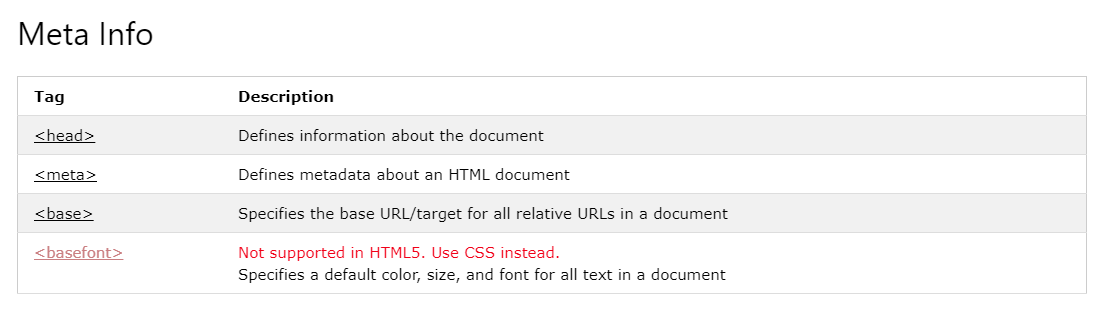 Meta Info
Tag Description
<head> Defines information about the document
<meta> Defines metadata about an HTML document
<base> Specifies the base URL/target for all relative URLs in a document
<basefont> Not supported in HTML5. Use CSS instead.
Specifies a default color, size, and font for all text in a document